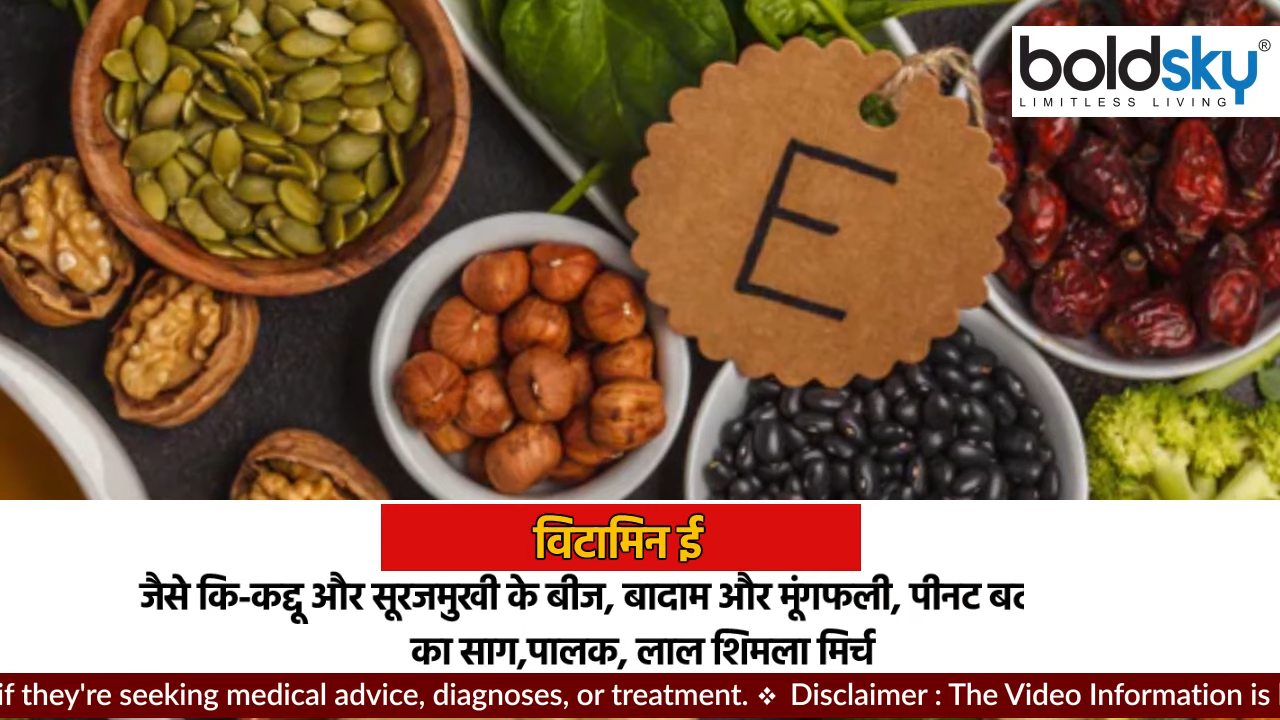 boldsky®
LIMITLESS LIVING
E
विटामिन ई
जैसे कि-कद्दू और सूरजमुखी के बीज, बादाम और मूंगफली, पीनट
का साग,पालक, लाल शिमला मिर्च
if they're seeking medical advice, diagnoses, or treatment. ❖ Disclaimer : The Video Information is